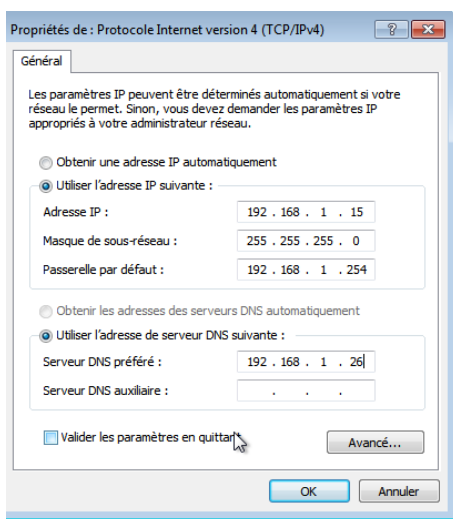 Propriétés de : Protocole Internet version 4 (TCP/IPv4)
Général
Les paramètres IP peuvent être déterminés automatiquement si votre
réseau le permet. Sinon, vous devez demander les paramètres IP
appropriés à votre administrateur réseau.
Obtenir une adresse IP automatiquement
Utiliser l'adresse IP suivante :
Adresse IP : 192 . 168 . 1 . 15
Masque de sous-réseau : 255 . 255 . 255 . 0
Passerelle par défaut : 192 . 168 . 1 . 254
Obtenir les adresses des serveurs DNS automatiquement
Utiliser l'adresse de serveur DNS suivante :
Serveur DNS préféré : 192 . 168 . 1 . 26
Serveur DNS auxiliaire : . . .
Valider les paramètres en quittant
Avancé...
OK Annuler